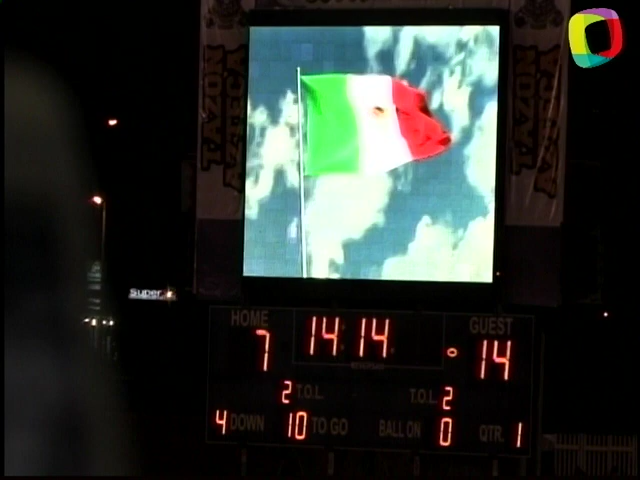 TAZON
AZTECA
TAZON
AZTECA
Super
HOME 14:14 GUEST
7 14
2 T.O.L. T.O.L. 2
4 DOWN 10 TO GO BALL ON 0 QTR. 1